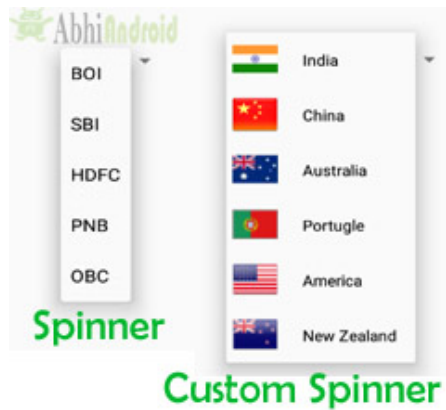 AbhiAndroid
BOI
SBI
HDFC
PNB
OBC
Spinner
India
China
Australia
Portugle
America
New Zealand
Custom Spinner